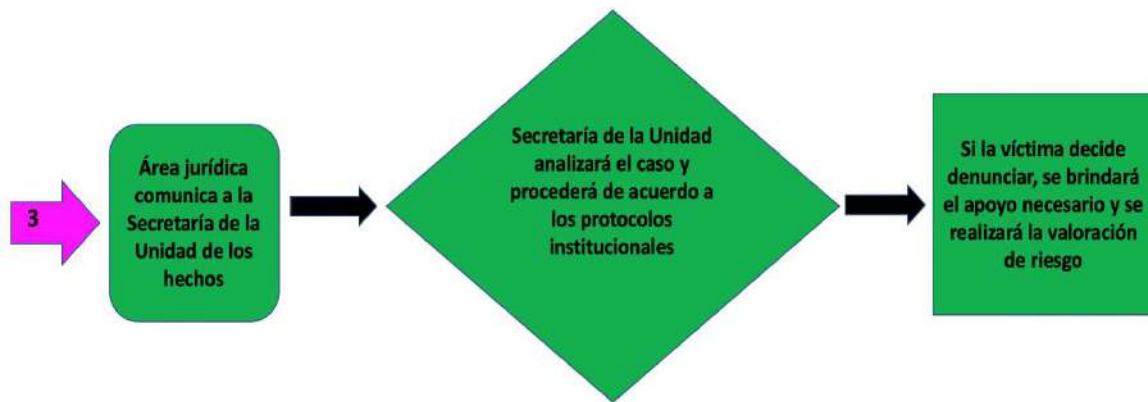 3
Área jurídica
comunica a la
Secretaría de la
Unidad de los
hechos
Secretaría de la Unidad
analizará el caso y
procederá de acuerdo a
los protocolos
institucionales
Si la víctima decide
denunciar, se brindará
el apoyo necesario y se
realizará la valoración
de riesgo